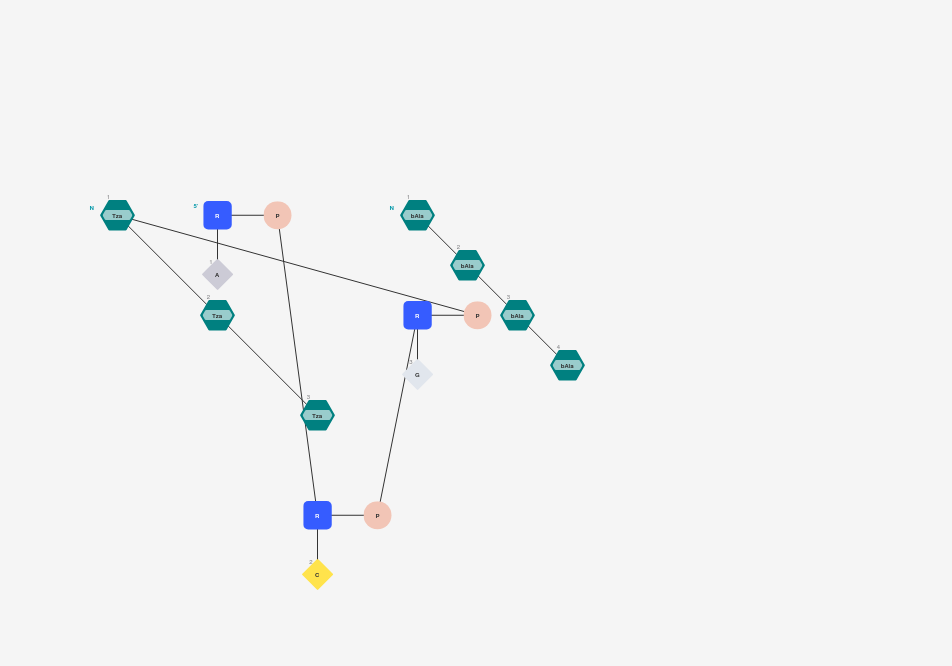 1 1
N Tza 5' R P N bAla
2
bAla
1
A
2 3
Tza R P bAla
4
bAla
3
G
3
Tza
R P
2
C